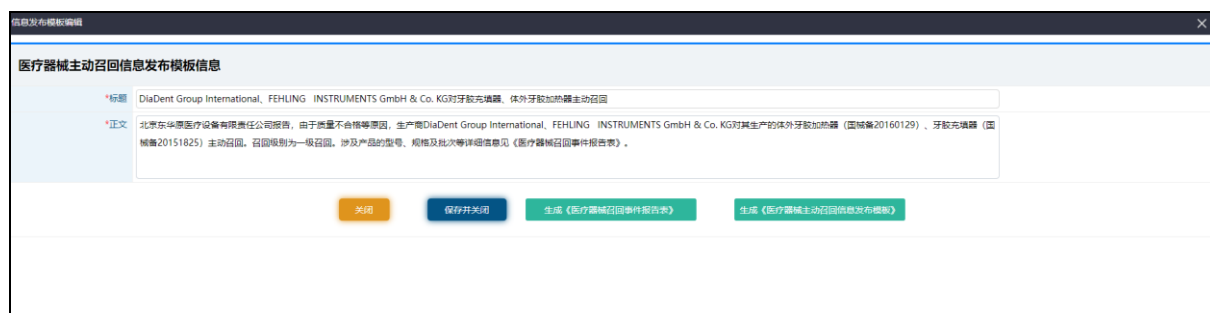 信息发布模板编辑
×
医疗器械主动召回信息发布模板信息
*标题 DiaDent Group International、FEHLING INSTRUMENTS GmbH & Co. KG对牙胶充填器、体外牙胶加热器主动召回
*正文 北京东华原医疗设备有限责任公司报告，由于质量不合格等原因，生产商DiaDent Group International、FEHLING INSTRUMENTS GmbH & Co. KG对其生产的体外牙胶加热器（国械备20160129）、牙胶充填器（国
械备20151825）主动召回。召回级别为一级召回。涉及产品的型号、规格及批次等详细信息见《医疗器械召回事件报告表》。
关闭 保存并关闭 生成《医疗器械召回事件报告表》 生成《医疗器械主动召回信息发布模板》